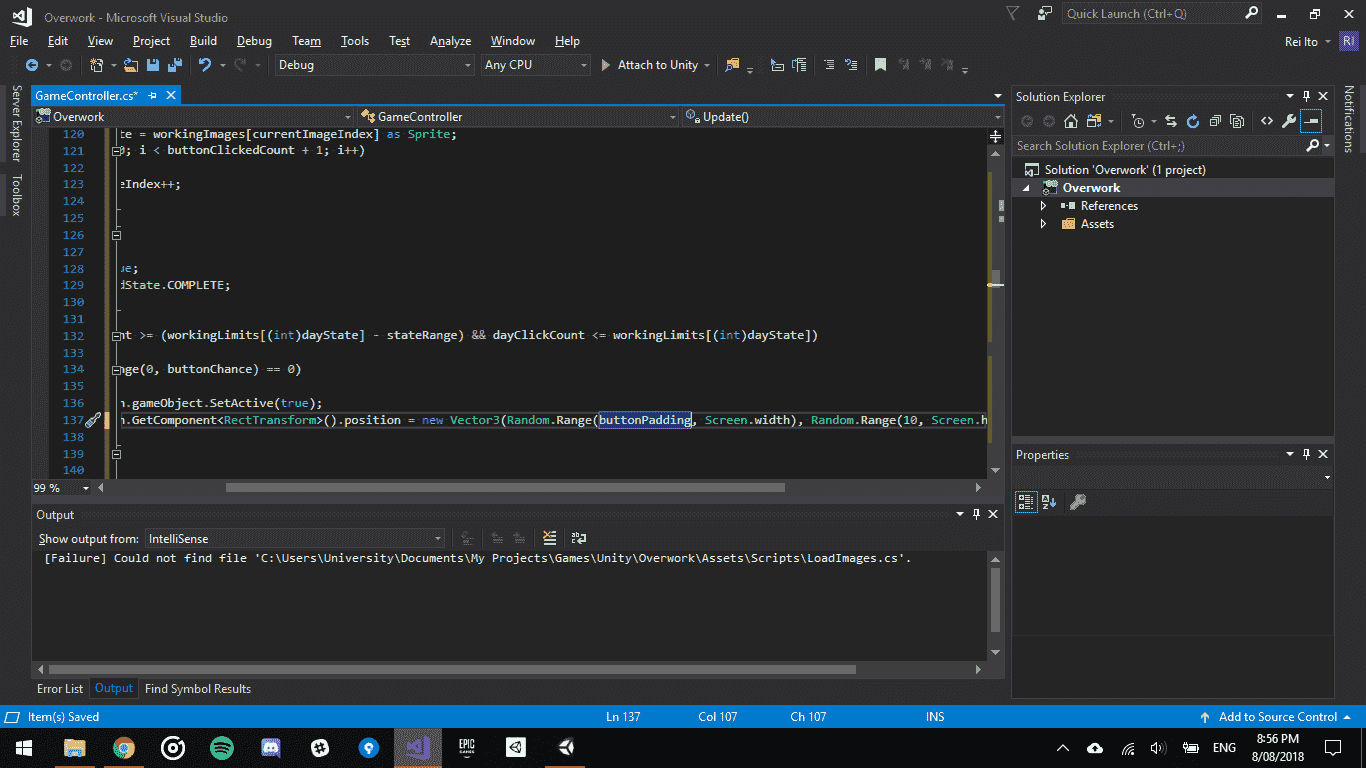 Overwork - Microsoft Visual Studio
Quick Launch (Ctrl+Q)
File Edit View Project Build Debug Team Tools Test Analyze Window Help
Rei Ito RI
Debug Any CPU Attach to Unity
Server Explorer
Toolbox
GameController.cs*
Overwork GameController Update()
120 te = workingImages[currentImageIndex] as Sprite;
121 0; i < buttonClickedCount + 1; i++)
122
123 eIndex++;
124
125
126
127
128 ue;
129 dState.COMPLETE;
130
131
132 nt >= (workingLimits[(int)dayState] - stateRange) && dayClickCount <= workingLimits[(int)dayState])
133
134 nge(0, buttonChance) == 0)
135
136 n.gameObject.SetActive(true);
137 n.GetComponent<RectTransform>().position = new Vector3(Random.Range(buttonPadding, Screen.width), Random.Range(10, Screen.h
138
139
140
99 %
Output
Show output from: IntelliSense
[Failure] Could not find file 'C:\Users\University\Documents\My Projects\Games\Unity\Overwork\Assets\Scripts\LoadImages.cs'.
Error List Output Find Symbol Results
Solution Explorer
Search Solution Explorer (Ctrl+;)
Solution 'Overwork' (1 project)
Overwork
References
Assets
Properties
Notifications
Item(s) Saved Ln 137 Col 107 Ch 107 INS Add to Source Control
EPIC
GAMES
ENG
8:56 PM
8/08/2018